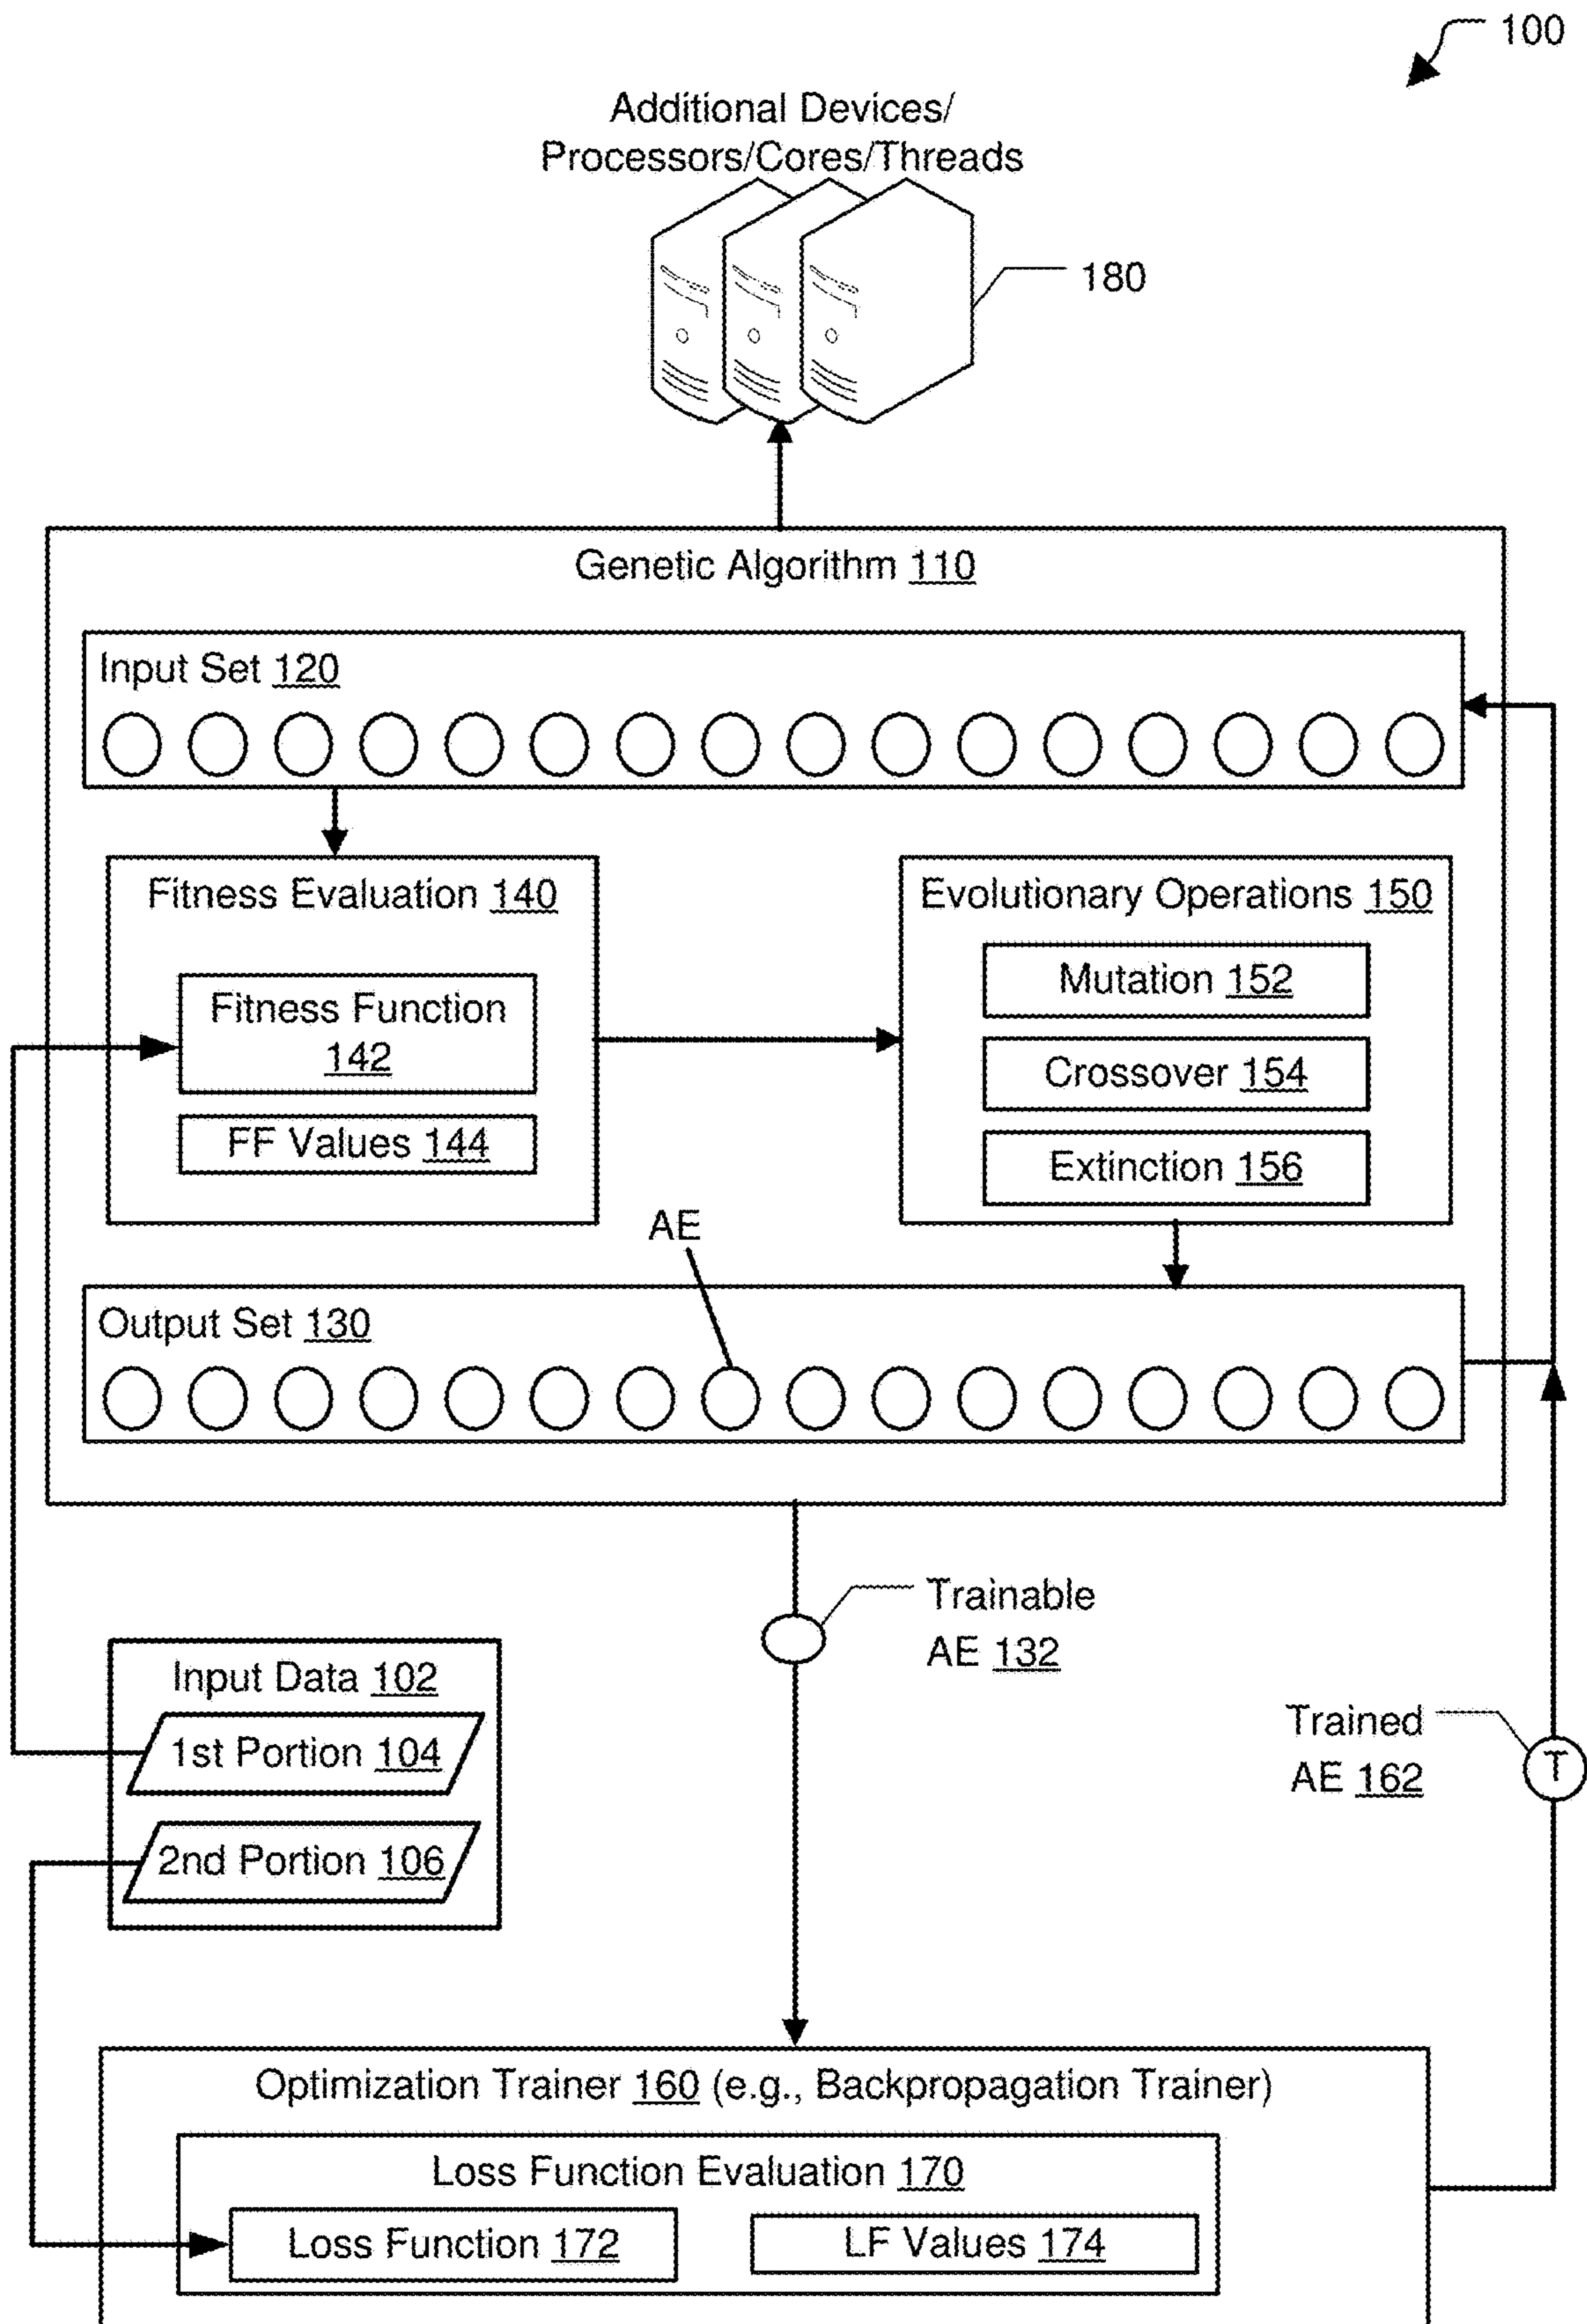 100
Additional Devices/
Processors/Cores/Threads
180
Genetic Algorithm 110
Input Set 120
Fitness Evaluation 140
Fitness Function
142
FF Values 144
Evolutionary Operations 150
Mutation 152
Crossover 154
Extinction 156
AE
Output Set 130
Trainable
AE 132
Input Data 102
1st Portion 104
2nd Portion 106
Trained
AE 162
T
Optimization Trainer 160 (e.g., Backpropagation Trainer)
Loss Function Evaluation 170
Loss Function 172
LF Values 174